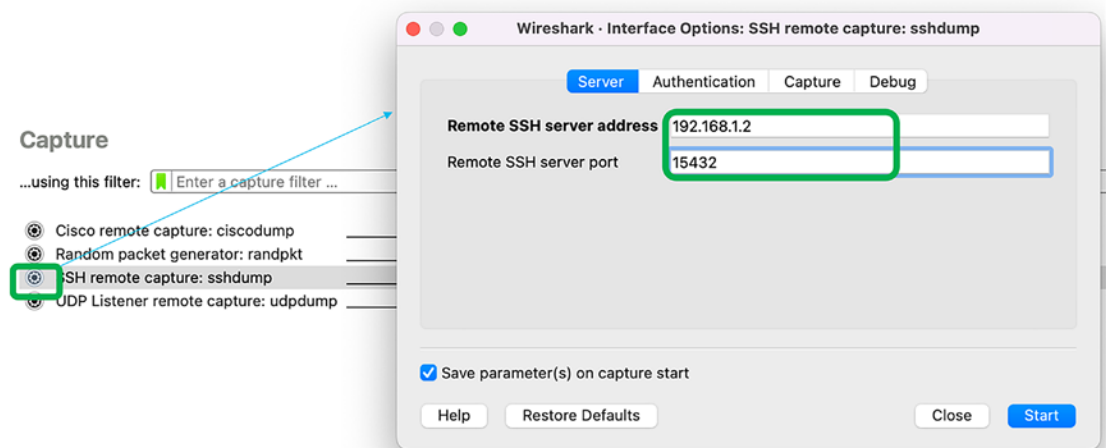 Capture
...using this filter:
Enter a capture filter ...
Cisco remote capture: ciscodump
Random packet generator: randpkt
SSH remote capture: sshdump
UDP Listener remote capture: udpdump
Wireshark · Interface Options: SSH remote capture: sshdump
Server
Authentication
Capture
Debug
Remote SSH server address
192.168.1.2
Remote SSH server port
15432
Save parameter(s) on capture start
Help
Restore Defaults
Close
Start